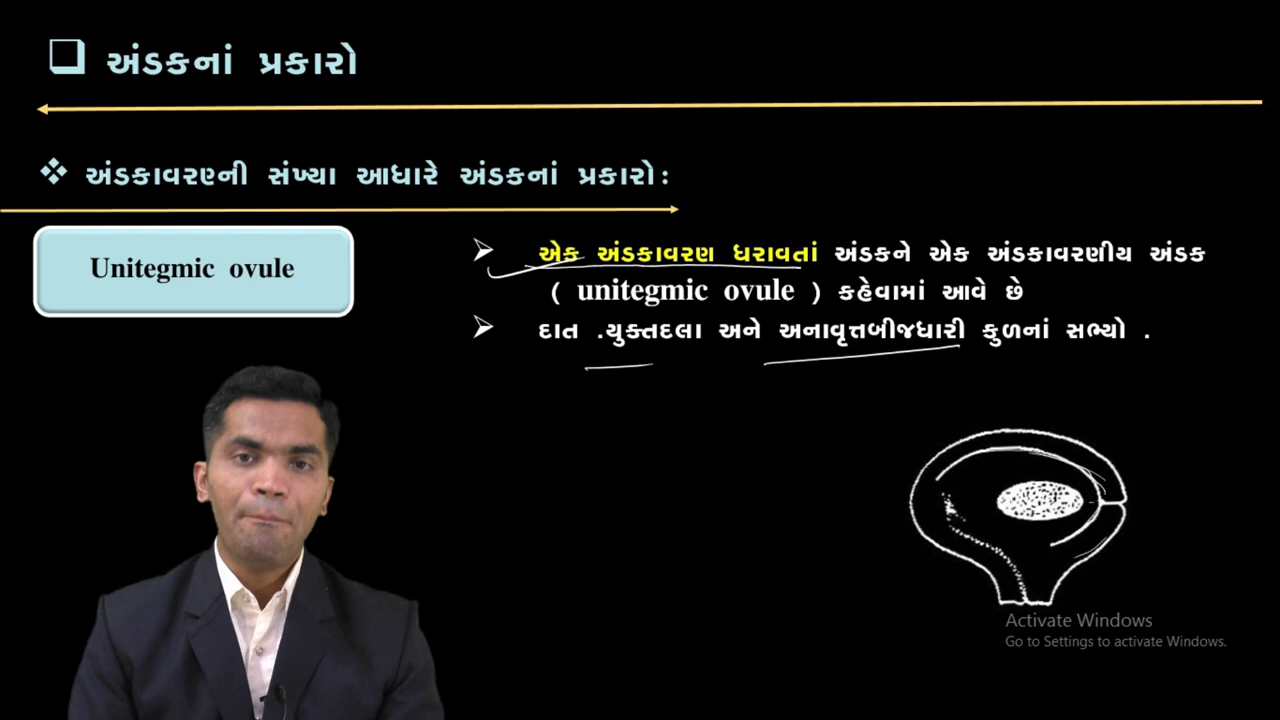 અંડકનાં પ્રકારો
અંડકાવરણની સંખ્યા આધારે અંડકનાં પ્રકારો:
Unitegmic ovule
એક અંડકાવરણ ધરાવતાં અંડકને એક અંડકાવરણીય અંડક
( unitegmic ovule ) કહેવામાં આવે છે
દાત .યુક્તદલા અને અનાવૃત્તબીજધારી કુળનાં સભ્યો .
Activate Windows
Go to Settings to activate Windows.